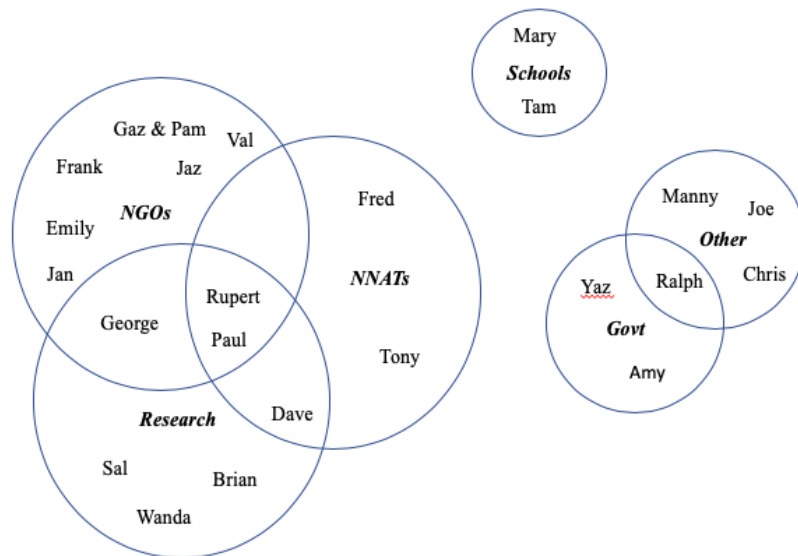 Mary
Schools
Tam
Gaz & Pam
Val
Frank
Jaz
NGOs
Emily
Jan
George
Rupert
Paul
Fred
NNATs
Tony
Dave
Research
Sal
Brian
Wanda
Manny
Joe
Other
Chris
Ralph
Yaz
Govt
Amy